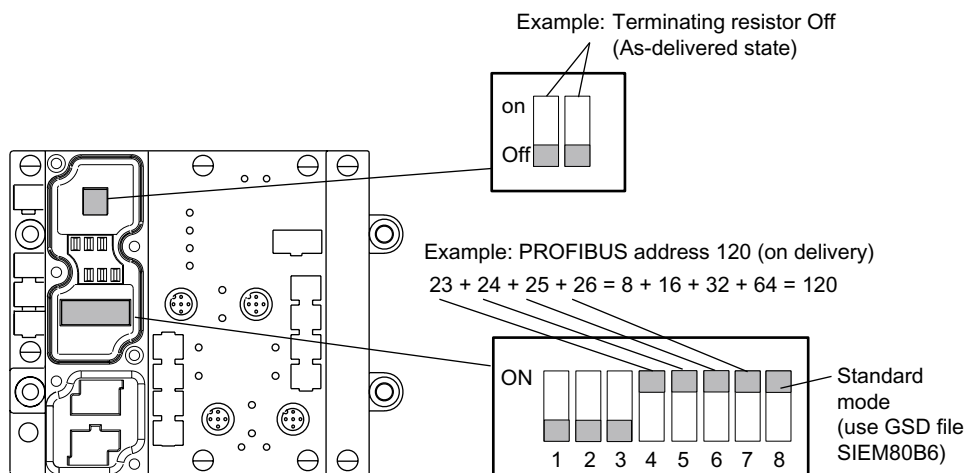 Example: Terminating resistor Off
(As-delivered state)
on
Off
Example: PROFIBUS address 120 (on delivery)
23 + 24 + 25 + 26 = 8 + 16 + 32 + 64 = 120
ON
1 2 3 4 5 6 7 8
Standard
mode
(use GSD file
SIEM80B6)